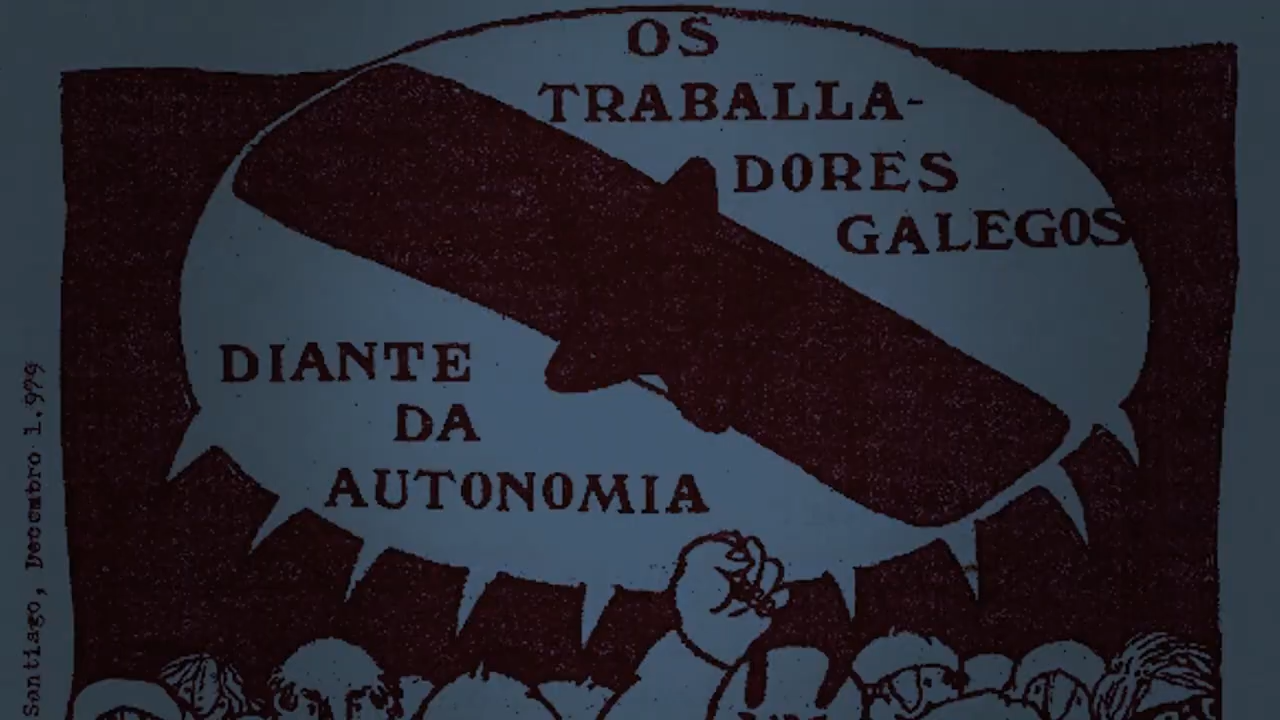 OS
TRABALLA-
DORES
GALEGOS
DIANTE
DA
AUTONOMIA
Santiago, Decembro 1.979